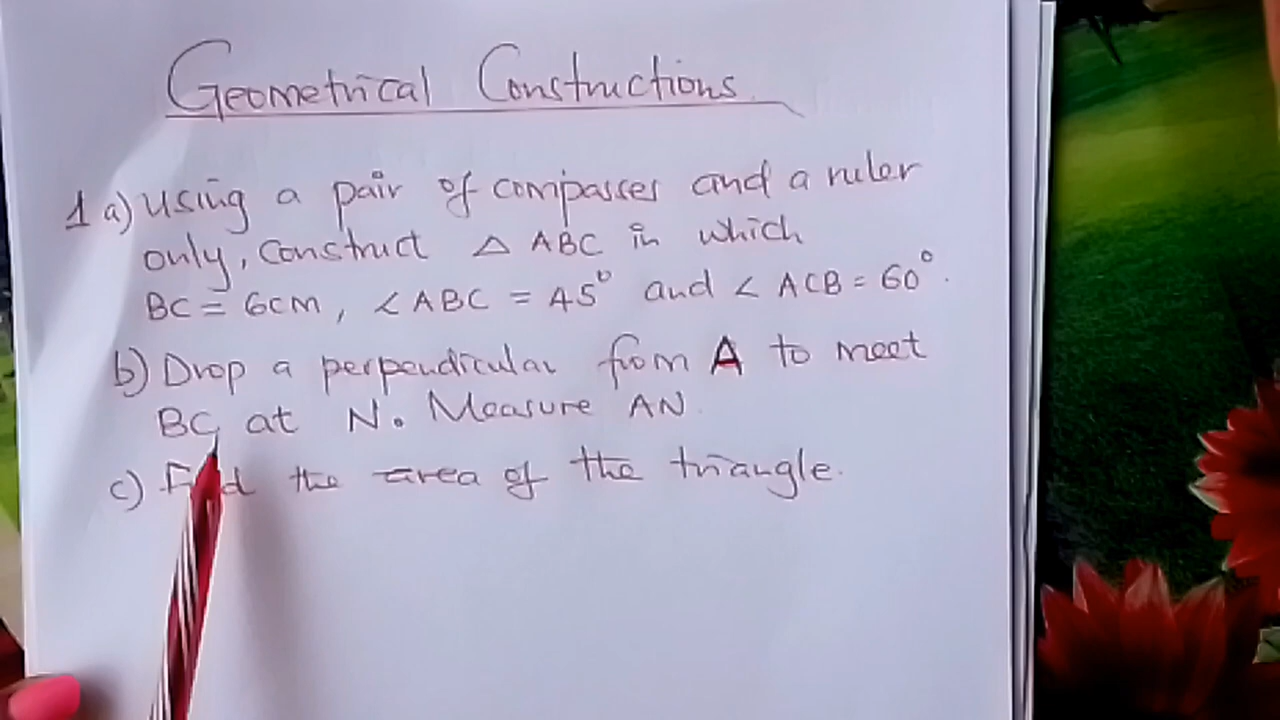 Geometrical Constructions
1 a) Using a pair of compasses and a ruler
only, Construct △ ABC in which
BC = 6cm, ∠ABC = 45° and ∠ ACB = 60°.
b) Drop a perpendicular from A to meet
BC at N. Measure AN.
c) Find the area of the triangle.